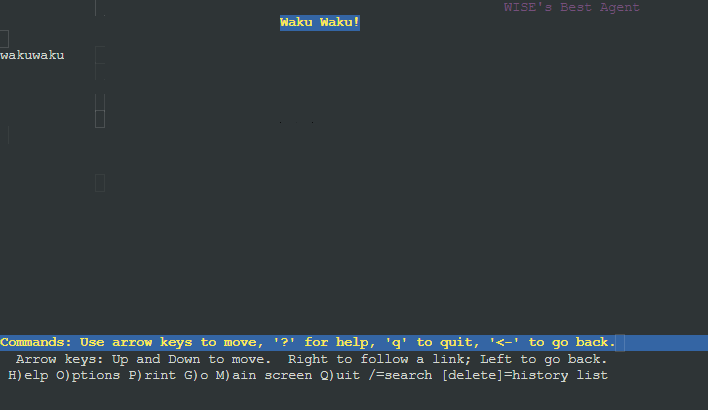 WISE's Best Agent
Waku Waku!
wakuwaku
Commands: Use arrow keys to move, '?' for help, 'q' to quit, '<-' to go back.
Arrow keys: Up and Down to move.  Right to follow a link; Left to go back.
H)elp O)ptions P)rint G)o M)ain screen Q)uit /=search [delete]=history list